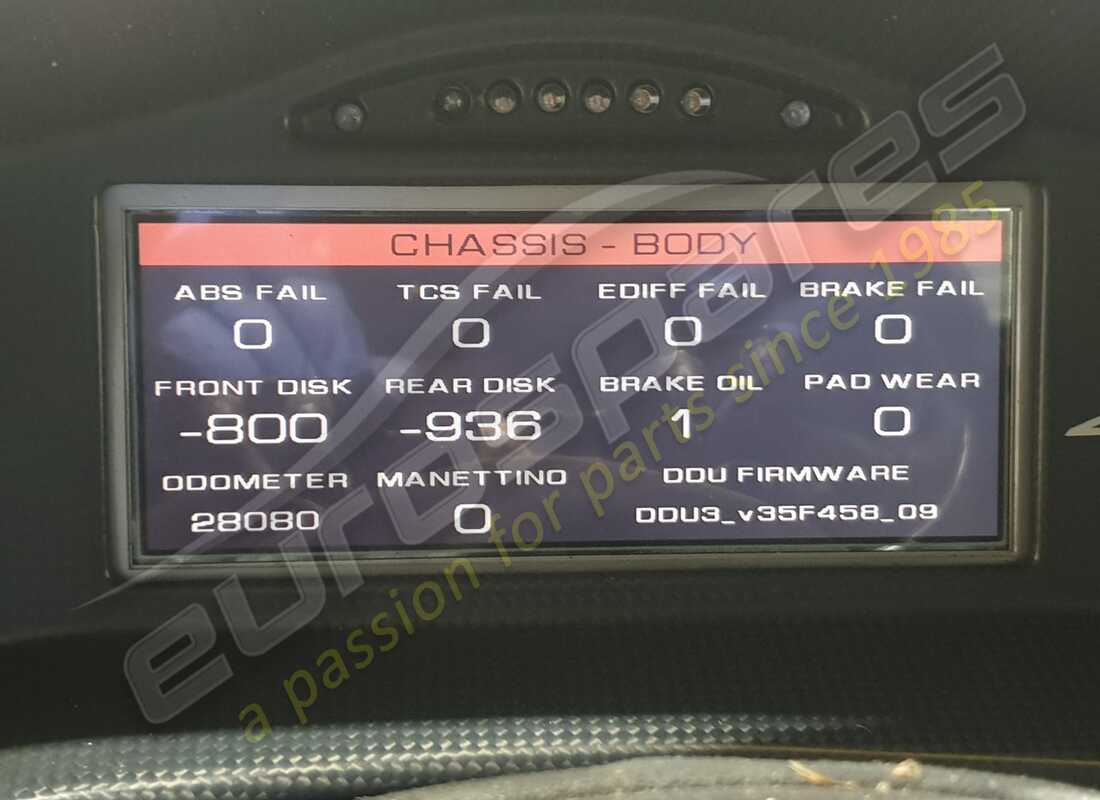 CHASSIS - BODY
ABS FAIL TCS FAIL EDIFF FAIL BRAKE FAIL
0 0 0 0
FRONT DISK REAR DISK BRAKE OIL PAD WEAR
-800 -936 1 0
ODOMETER MANETTINO DDU FIRMWARE
28080 0 DDU3_v35F458_09
eurospares
a passion for parts since 1985